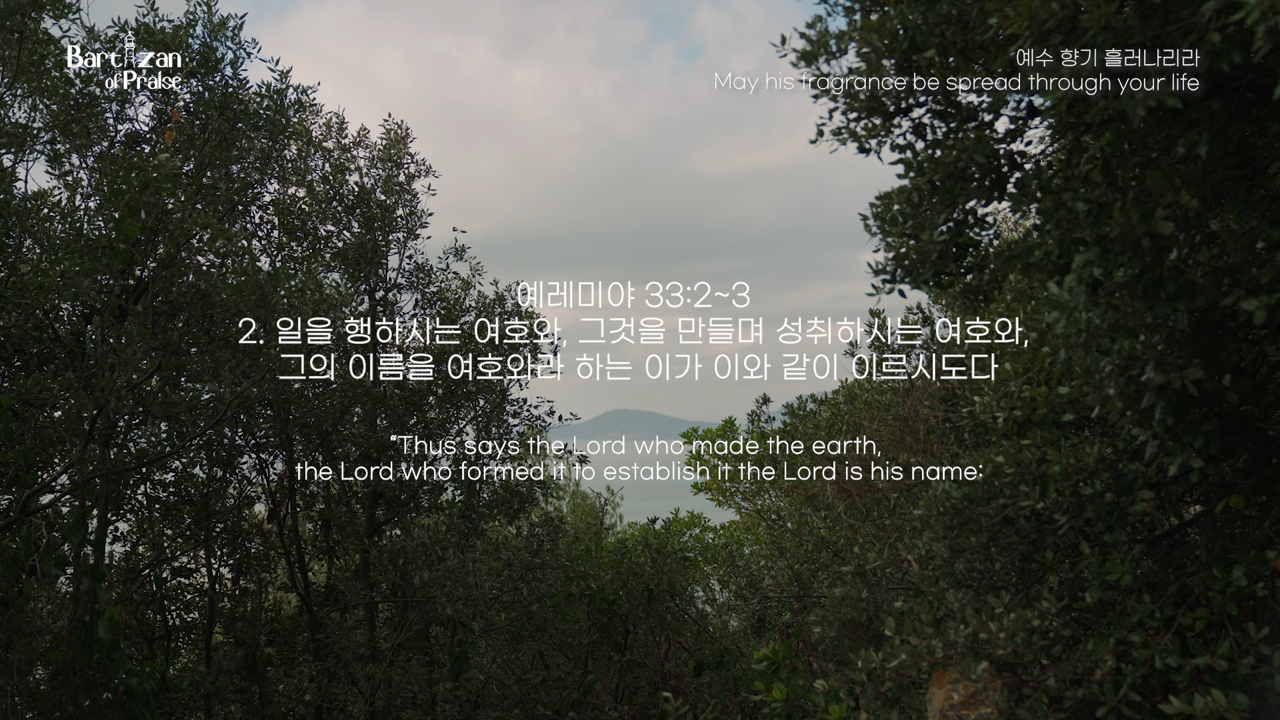 Bartizan
of Praise
예수 향기 흘러나리라
May his fragrance be spread through your life
예레미야 33:2~3
2. 일을 행하시는 여호와, 그것을 만들며 성취하시는 여호와,
그의 이름을 여호와라 하는 이가 이와 같이 이르시도다
“Thus says the Lord who made the earth,
the Lord who formed it to establish it the Lord is his name: